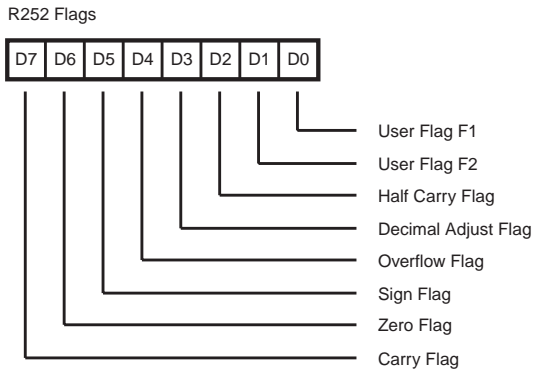 R252 Flags
D7 D6 D5 D4 D3 D2 D1 D0
User Flag F1
User Flag F2
Half Carry Flag
Decimal Adjust Flag
Overflow Flag
Sign Flag
Zero Flag
Carry Flag